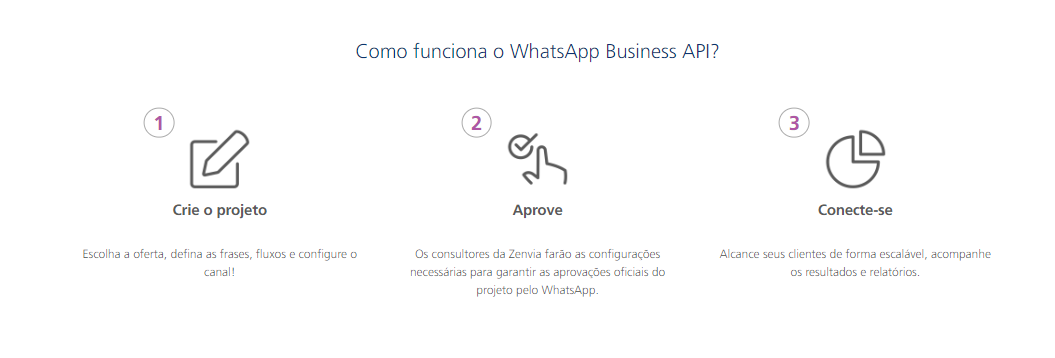 Como funciona o WhatsApp Business API?
1
Crie o projeto
Escolha a oferta, defina as frases, fluxos e configure o
canal!
2
Aprove
Os consultores da Zenvia farão as configurações
necessárias para garantir as aprovações oficiais do
projeto pelo WhatsApp.
3
Conecte-se
Alcance seus clientes de forma escalável, acompanhe
os resultados e relatórios.